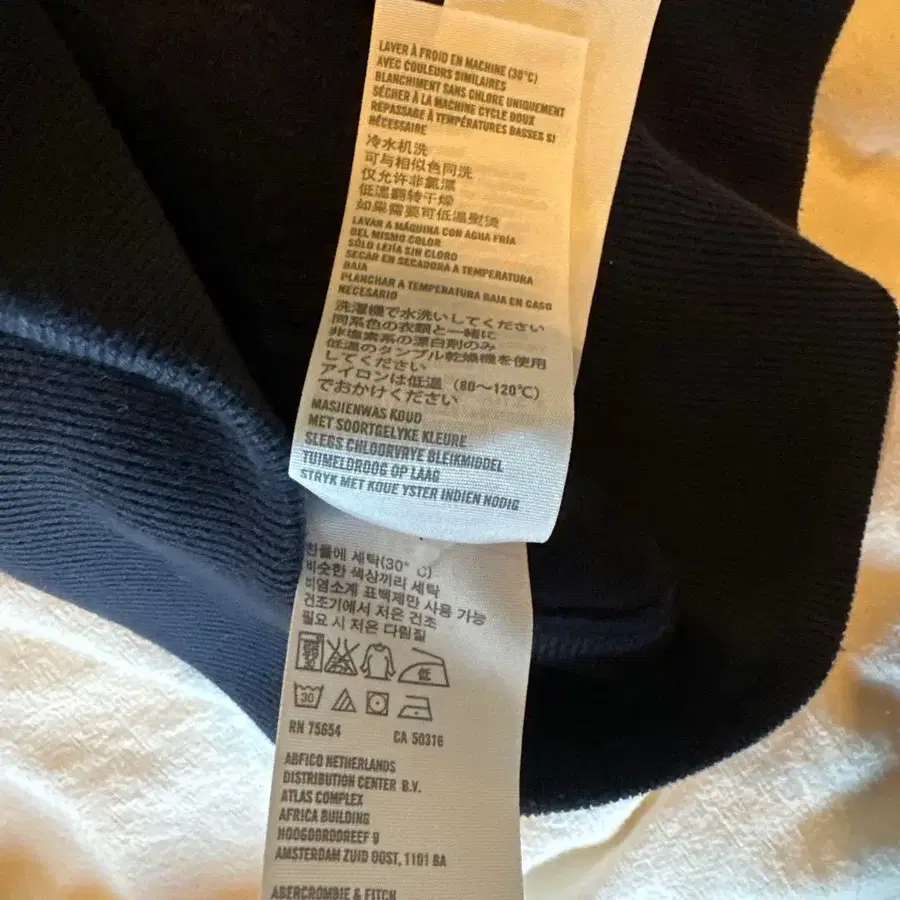 LAVER À FROID EN MACHINE (30°C)
AVEC COULEURS SIMILAIRES
BLANCHIMENT SANS CHLORE UNIQUEMENT
SÉCHER À LA MACHINE CYCLE DOUX
REPASSAGE À TEMPÉRATURES BASSES SI
NÉCESSAIRE
冷水机洗
可与相似色同洗
仅允许非氯漂
低温翻转干燥
如果需要可低温熨烫
LAVAR A MÁQUINA CON AGUA FRÍA
DEL MISMO COLOR
SÓLO LEJÍA SIN CLORO
SECAR EN SECADORA A TEMPERATURA
BAJA
PLANCHAR A TEMPERATURA BAJA EN CASO
NECESARIO
洗濯機で水洗いしてください
同系色の衣類と一緒に
非塩素系の漂白剤のみ
低温のタンブル乾燥機を使用
してください
アイロンは低温（80～120℃）
でおかけください
MASJIENWAS KOUD
MET SOORTGELYKE KLEURE
SLEGS CHLOORVRYE BLEIKMIDDEL
TUIMELDROOG OP LAAG
STRYK MET KOUE YSTER INDIEN NODIG
찬물에 세탁(30° C)
비슷한 색상끼리 세탁
비염소계 표백제만 사용 가능
건조기에서 저온 건조
필요 시 저온 다림질
低
30
RN 75654 CA 50316
ABFICO NETHERLANDS
DISTRIBUTION CENTER B.V.
ATLAS COMPLEX
AFRICA BUILDING
HOOGOORDDREEF 9
AMSTERDAM ZUID OOST, 1101 BA
ABERCROMBIE & FITCH